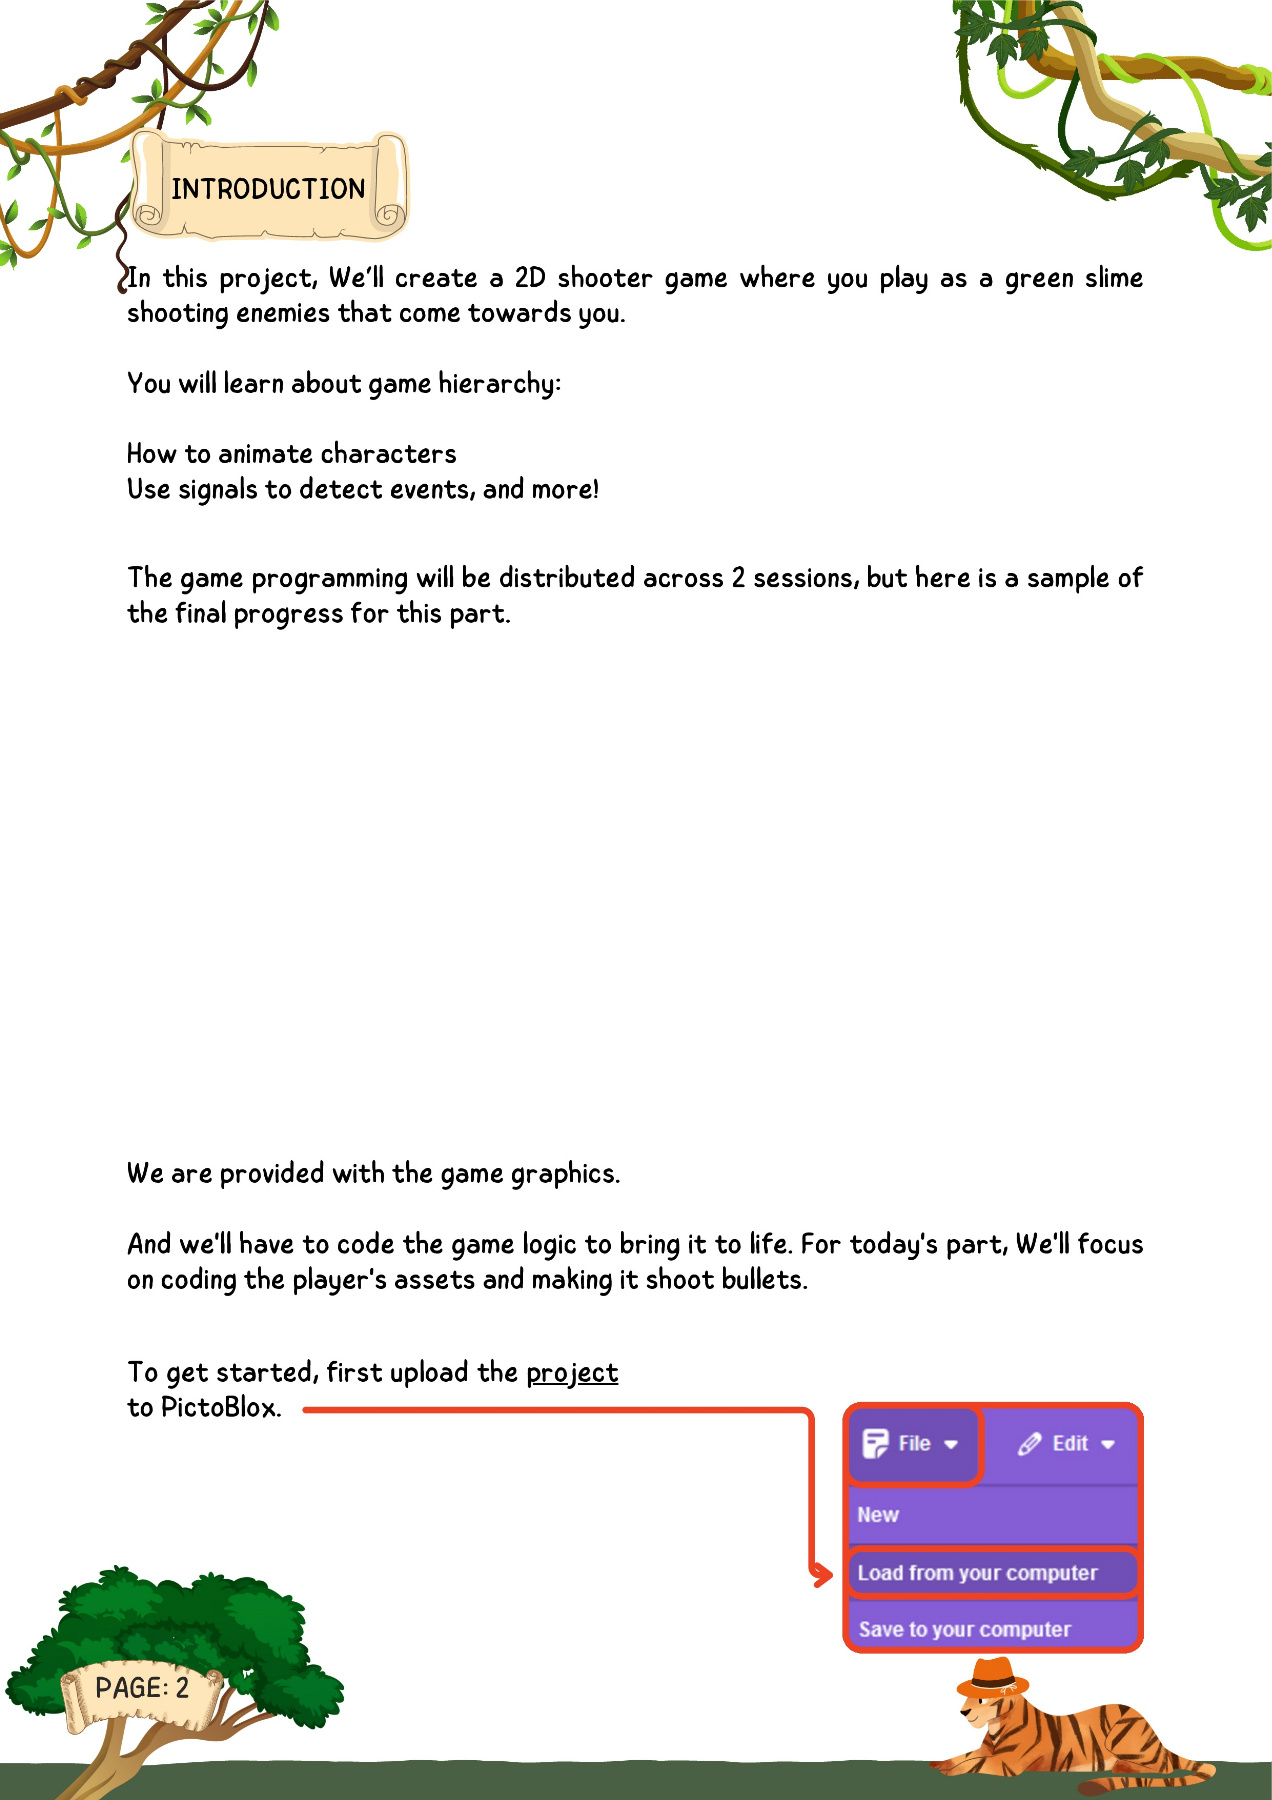 INTRODUCTION
In this project, We'll create a 2D shooter game where you play as a green slime
shooting enemies that come towards you.
You will learn about game hierarchy:
How to animate characters
Use signals to detect events, and more!
The game programming will be distributed across 2 sessions, but here is a sample of
the final progress for this part.
We are provided with the game graphics.
And we'll have to code the game logic to bring it to life. For today's part, We'll focus
on coding the player's assets and making it shoot bullets.
To get started, first upload the project
to PictoBlox.
File Edit
New
Load from your computer
Save to your computer
PAGE: 2